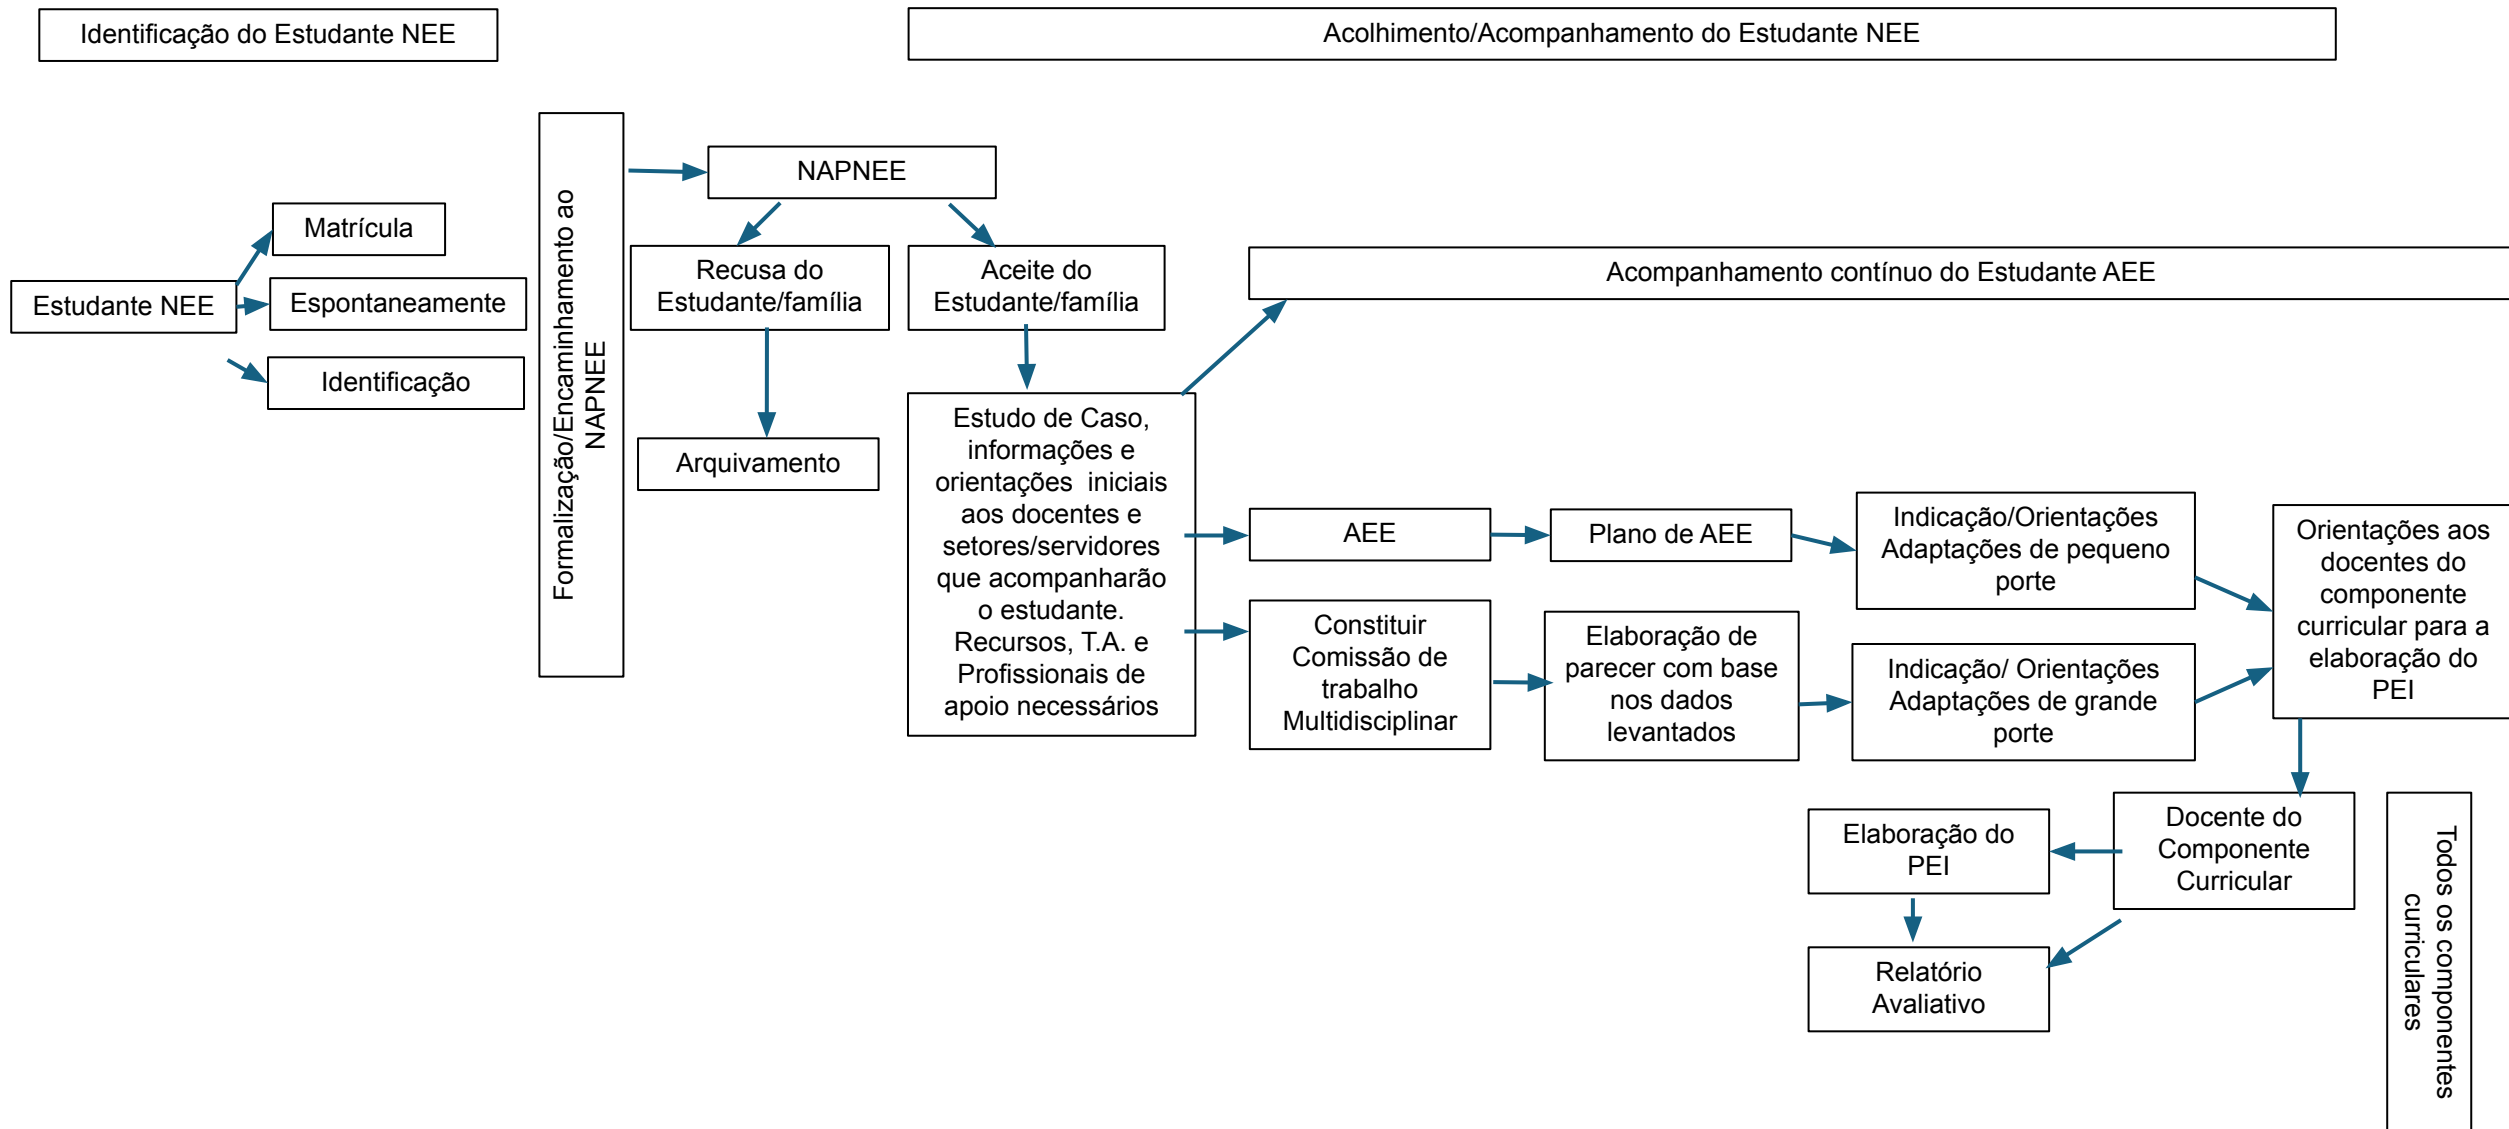 Identificação do Estudante NEE
Acolhimento/Acompanhamento do Estudante NEE
Estudante NEE
Matrícula
Espontaneamente
Identificação
Formalização/Encaminhamento ao
NAPNEE
NAPNEE
Recusa do
Estudante/família
Arquivamento
Aceite do
Estudante/família
Estudo de Caso,
informações e
orientações iniciais
aos docentes e
setores/servidores
que acompanharão
o estudante.
Recursos, T.A. e
Profissionais de
apoio necessários
Acompanhamento contínuo do Estudante AEE
AEE
Plano de AEE
Indicação/Orientações
Adaptações de pequeno
porte
Constituir
Comissão de
trabalho
Multidisciplinar
Elaboração de
parecer com base
nos dados
levantados
Indicação/ Orientações
Adaptações de grande
porte
Orientações aos
docentes do
componente
curricular para a
elaboração do
PEI
Docente do
Componente
Curricular
Elaboração do
PEI
Relatório
Avaliativo
Todos os componentes
curriculares